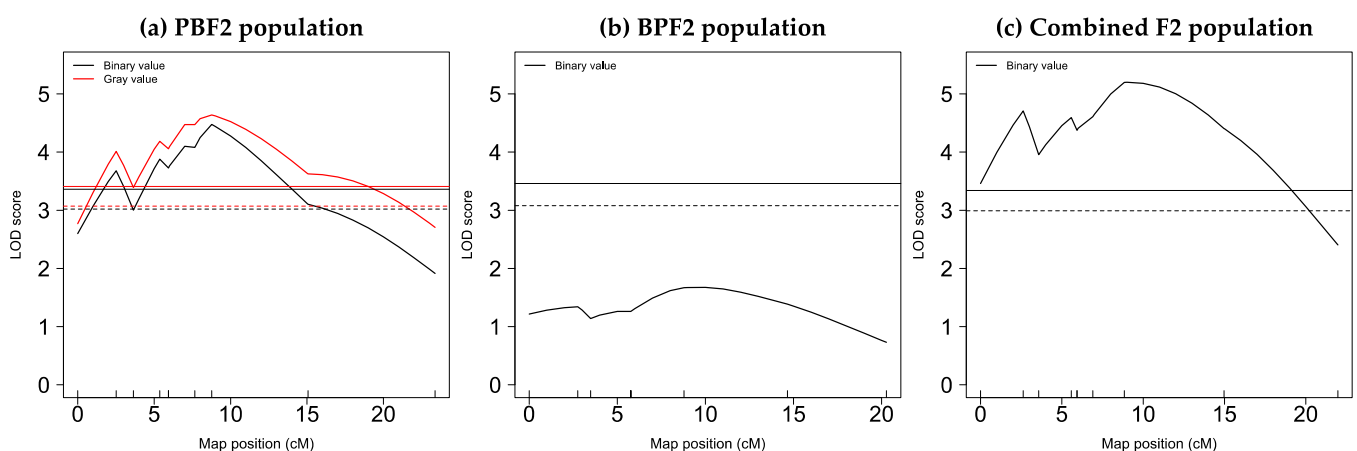 (a) PBF2 population
Binary value
Gray value
5
4
3
2
1
0
LOD score
0 5 10 15 20
Map position (cM)
(b) BPF2 population
Binary value
5
4
3
2
1
0
LOD score
0 5 10 15 20
Map position (cM)
(c) Combined F2 population
Binary value
5
4
3
2
1
0
LOD score
0 5 10 15 20
Map position (cM)